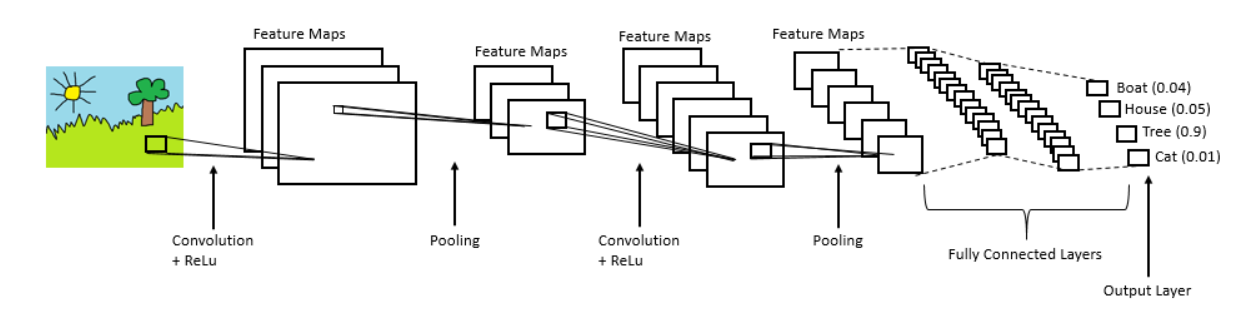 Feature Maps
Feature Maps
Feature Maps
Feature Maps
Boat (0.04)
House (0.05)
Tree (0.9)
Cat (0.01)
Convolution
+ ReLu
Pooling
Convolution
+ ReLu
Pooling
Fully Connected Layers
Output Layer